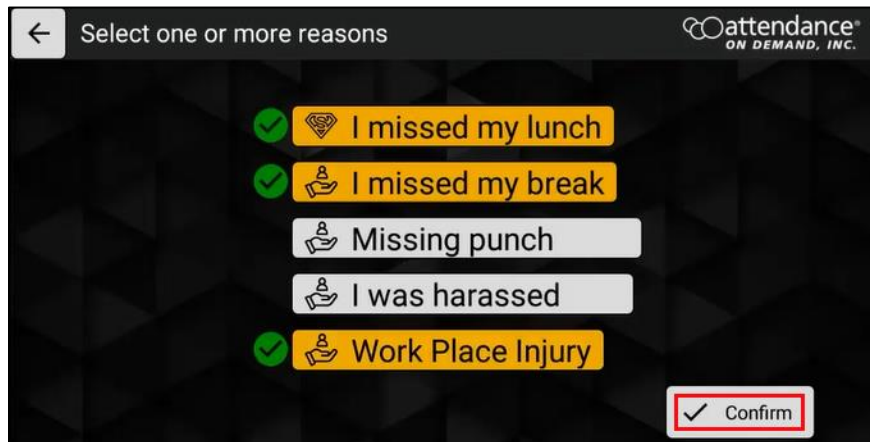 Select one or more reasons
attendance®
ON DEMAND, INC.
I missed my lunch
I missed my break
Missing punch
I was harassed
Work Place Injury
Confirm